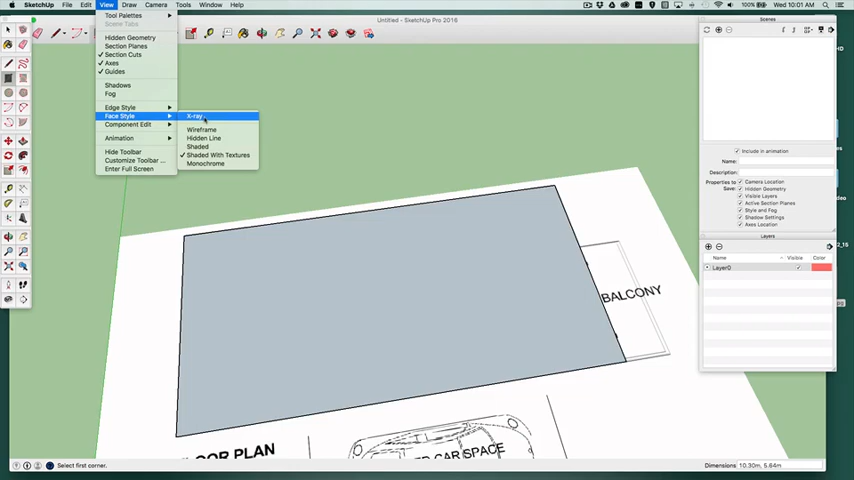 SketchUp File Edit View Draw Camera Tools Window Help
100% Wed 10:01 AM
Untitled - SketchUp Pro 2016
Tool Palettes
Scene Tabs
Hidden Geometry
Section Planes
Section Cuts
Axes
Guides
Shadows
Fog
Edge Style
Face Style
Component Edit
Animation
Hide Toolbar
Customize Toolbar ...
Enter Full Screen
X-ray
Wireframe
Hidden Line
Shaded
Shaded With Textures
Monochrome
Scenes
Include in animation
Name:
Description:
Properties to Save:
Camera Location
Hidden Geometry
Visible Layers
Active Section Planes
Style and Fog
Shadow Settings
Axes Location
Layers
Name Visible Color
Layer0
BALCONY
OOR PLAN
CAR SPACE
Select first corner.
Dimensions 10.30m, 5.64m